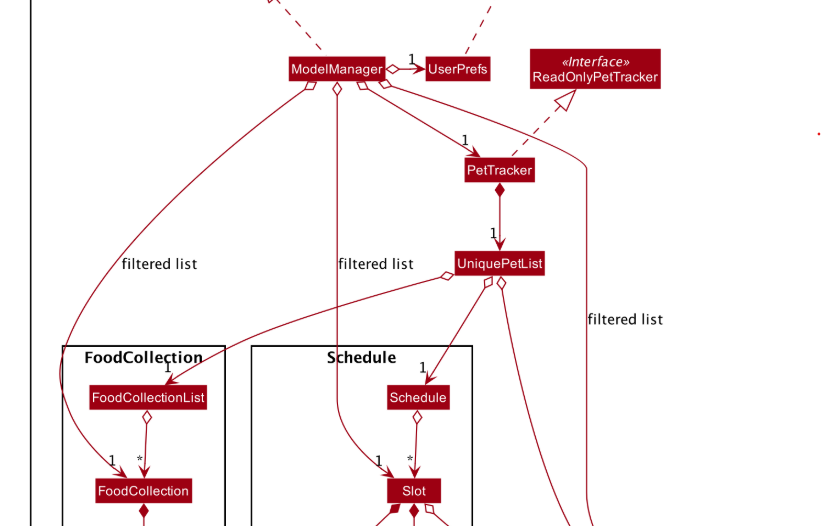 ModelManager
1
UserPrefs
«Interface»
ReadOnlyPetTracker
1
PetTracker
1
filtered list
filtered list
UniquePetList
filtered list
FoodCollection
Schedule
1
1
FoodCollectionList
Schedule
1
*
1
*
FoodCollection
Slot